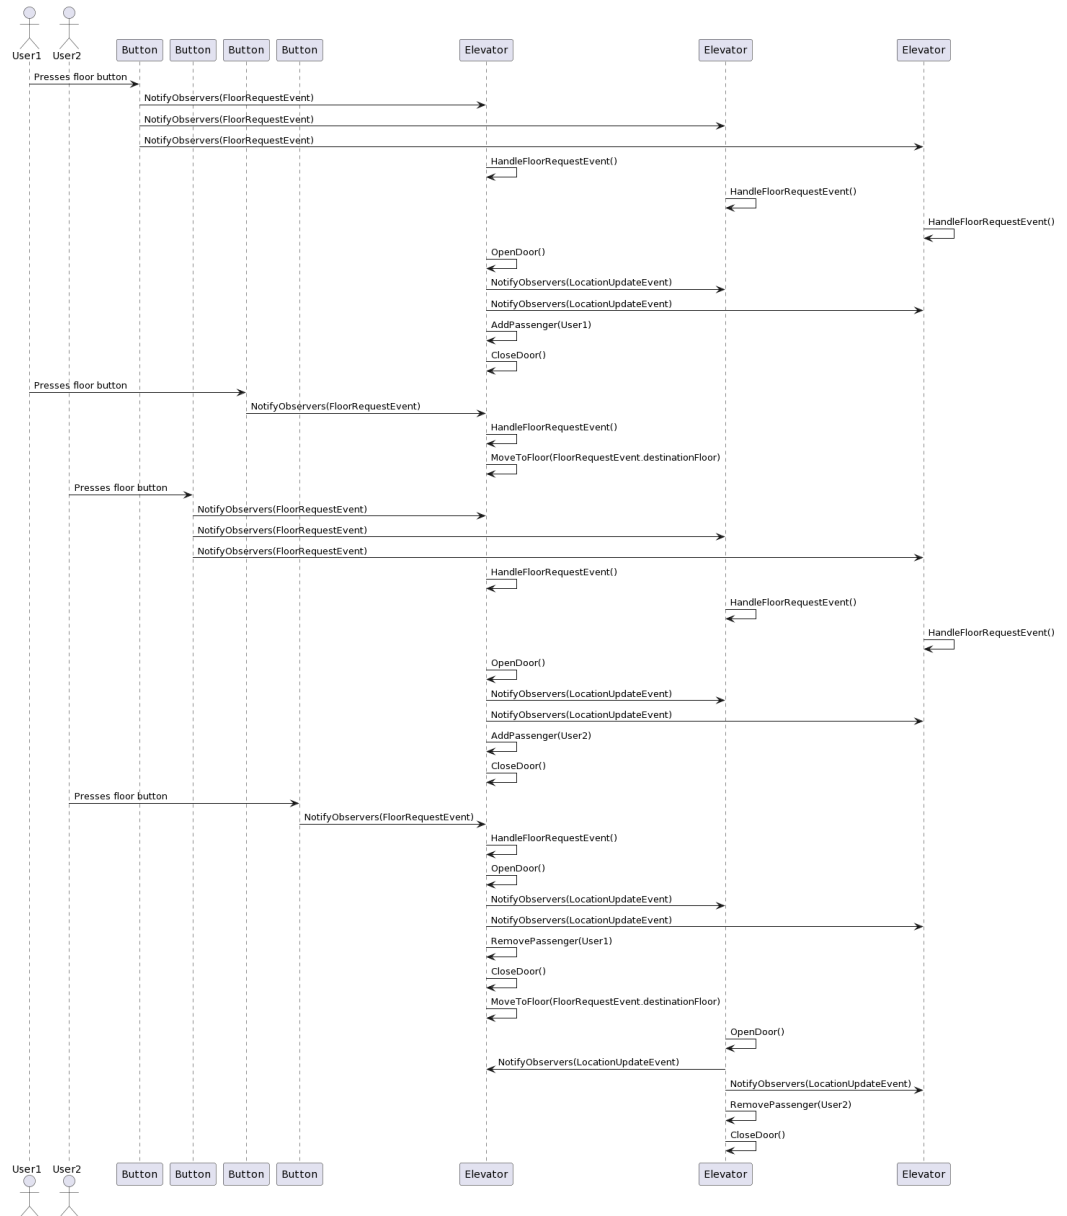 User1 User2 Button Button Button Button Elevator Elevator Elevator
Presses floor button
NotifyObservers(FloorRequestEvent)
NotifyObservers(FloorRequestEvent)
NotifyObservers(FloorRequestEvent)
HandleFloorRequestEvent()
HandleFloorRequestEvent()
HandleFloorRequestEvent()
OpenDoor()
NotifyObservers(LocationUpdateEvent)
NotifyObservers(LocationUpdateEvent)
AddPassenger(User1)
CloseDoor()
Presses floor button
NotifyObservers(FloorRequestEvent)
HandleFloorRequestEvent()
MoveToFloor(FloorRequestEvent.destinationFloor)
Presses floor button
NotifyObservers(FloorRequestEvent)
NotifyObservers(FloorRequestEvent)
NotifyObservers(FloorRequestEvent)
HandleFloorRequestEvent()
HandleFloorRequestEvent()
HandleFloorRequestEvent()
OpenDoor()
NotifyObservers(LocationUpdateEvent)
NotifyObservers(LocationUpdateEvent)
AddPassenger(User2)
CloseDoor()
Presses floor button
NotifyObservers(FloorRequestEvent)
HandleFloorRequestEvent()
OpenDoor()
NotifyObservers(LocationUpdateEvent)
NotifyObservers(LocationUpdateEvent)
RemovePassenger(User1)
CloseDoor()
MoveToFloor(FloorRequestEvent.destinationFloor)
OpenDoor()
NotifyObservers(LocationUpdateEvent)
NotifyObservers(LocationUpdateEvent)
RemovePassenger(User2)
CloseDoor()
User1 User2 Button Button Button Button Elevator Elevator Elevator